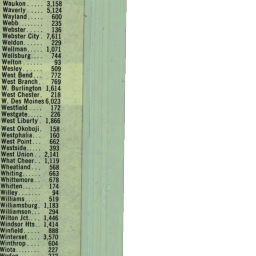 Waukon..... 3,158
Waverly..... 5,124
Wayland..... 600
Webb....... 235
Webster..... 136
Webster City. 7,611
Weldon...... 229
Wellman..... 1,071
Wellsburg.... 744
Welton...... 93
Wesley...... 509
West Bend... 772
West Branch. 769
W. Burlington 1,614
West Chester. 218
W. Des Moines 6,023
Westfield.... 172
Westgate.... 226
West Liberty. 1,866
West Okoboji. 158
Westphalia... 160
West Point... 662
Westside..... 393
West Union.. 2,141
What Cheer.. 1,119
Wheatland... 568
Whiting...... 663
Whittemore.. 678
Whitten..... 174
Willey....... 94
Williams..... 519
Williamsburg. 1,183
Williamson... 294
Wilton Jct... 1,446
Windsor Hts.. 1,414
Winfield..... 888
Winterset.... 3,570
Winthrop.... 604
Wiota....... 227